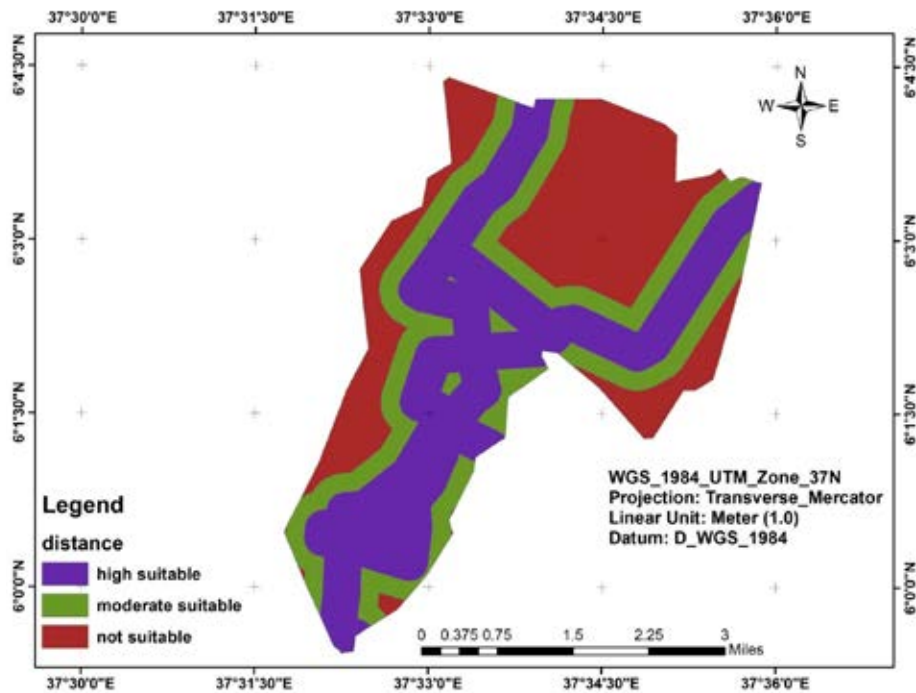 37°30'0"E 37°31'30"E 37°33'0"E 37°34'30"E 37°36'0"E
6°4'30"N 6°4'30"N
N
W E
S
6°3'0"N 6°3'0"N
6°1'30"N 6°1'30"N
WGS_1984_UTM_Zone_37N
Projection: Transverse_Mercator
Linear Unit: Meter (1.0)
Datum: D_WGS_1984
Legend
distance
high suitable
moderate suitable
not suitable
6°0'0"N 6°0'0"N
0 0.375 0.75 1.5 2.25 3
Miles
37°30'0"E 37°31'30"E 37°33'0"E 37°34'30"E 37°36'0"E